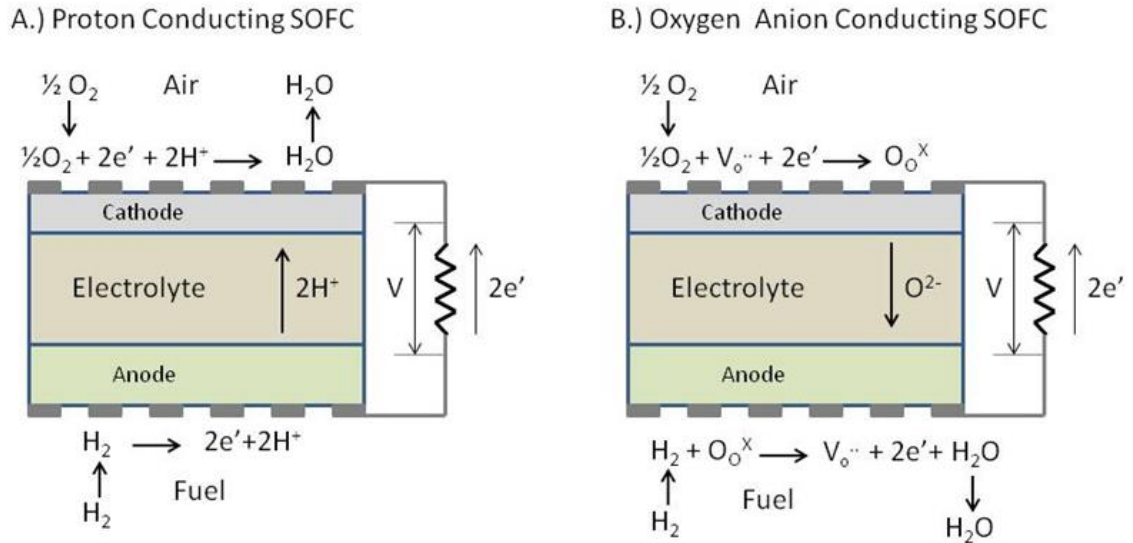 A.) Proton Conducting SOFC
½ O₂ Air H₂O
½O₂ + 2e′ + 2H⁺ ⟶ H₂O
Cathode
Electrolyte
2H⁺
V
2e′
Anode
H₂ ⟶ 2e′+2H⁺
Fuel
H₂
B.) Oxygen Anion Conducting SOFC
½ O₂ Air
½O₂ + Vₒ·· + 2e′ ⟶ Oₒˣ
Cathode
Electrolyte
O²⁻
V
2e′
Anode
H₂ + Oₒˣ ⟶ Vₒ·· + 2e′ + H₂O
Fuel
H₂ H₂O